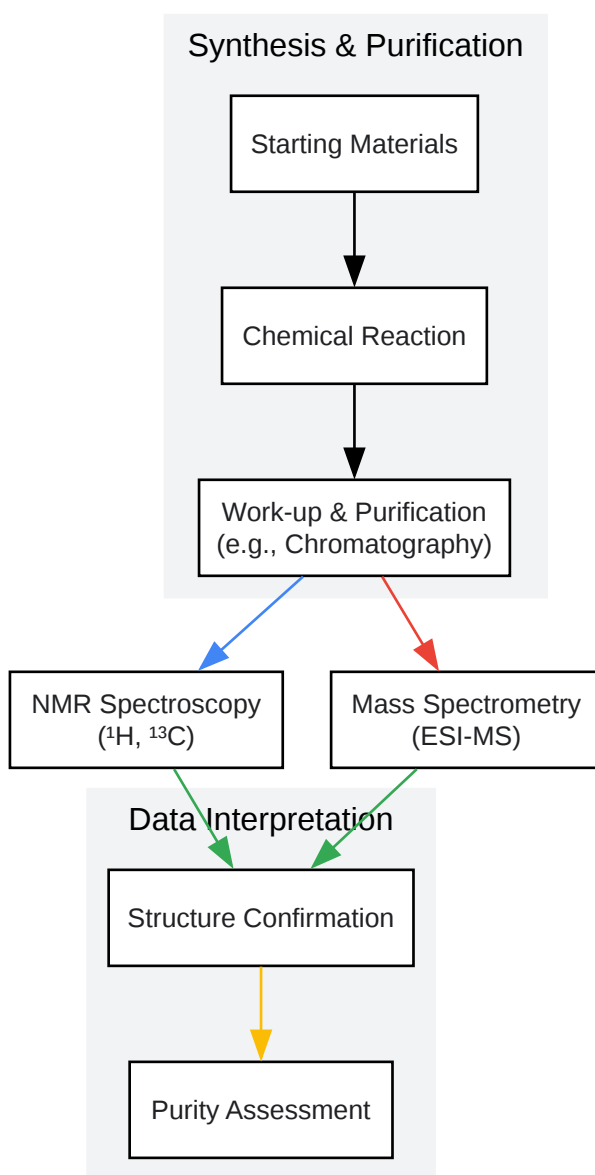 Synthesis & Purification
Starting Materials
Chemical Reaction
Work-up & Purification
(e.g., Chromatography)
NMR Spectroscopy
(¹H, ¹³C)
Mass Spectrometry
(ESI-MS)
Data Interpretation
Structure Confirmation
Purity Assessment